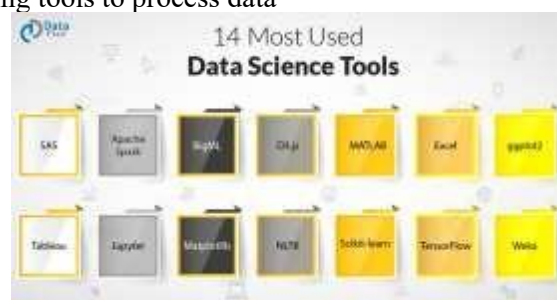 ng tools to process data
Data
Flair
14 Most Used
Data Science Tools
SAS
Apache
Spark
BigML
D3.js
MATLAB
Excel
ggplot2
Tableau
Jupyter
Matplotlib
NLTK
Scikit-learn
TensorFlow
Weka